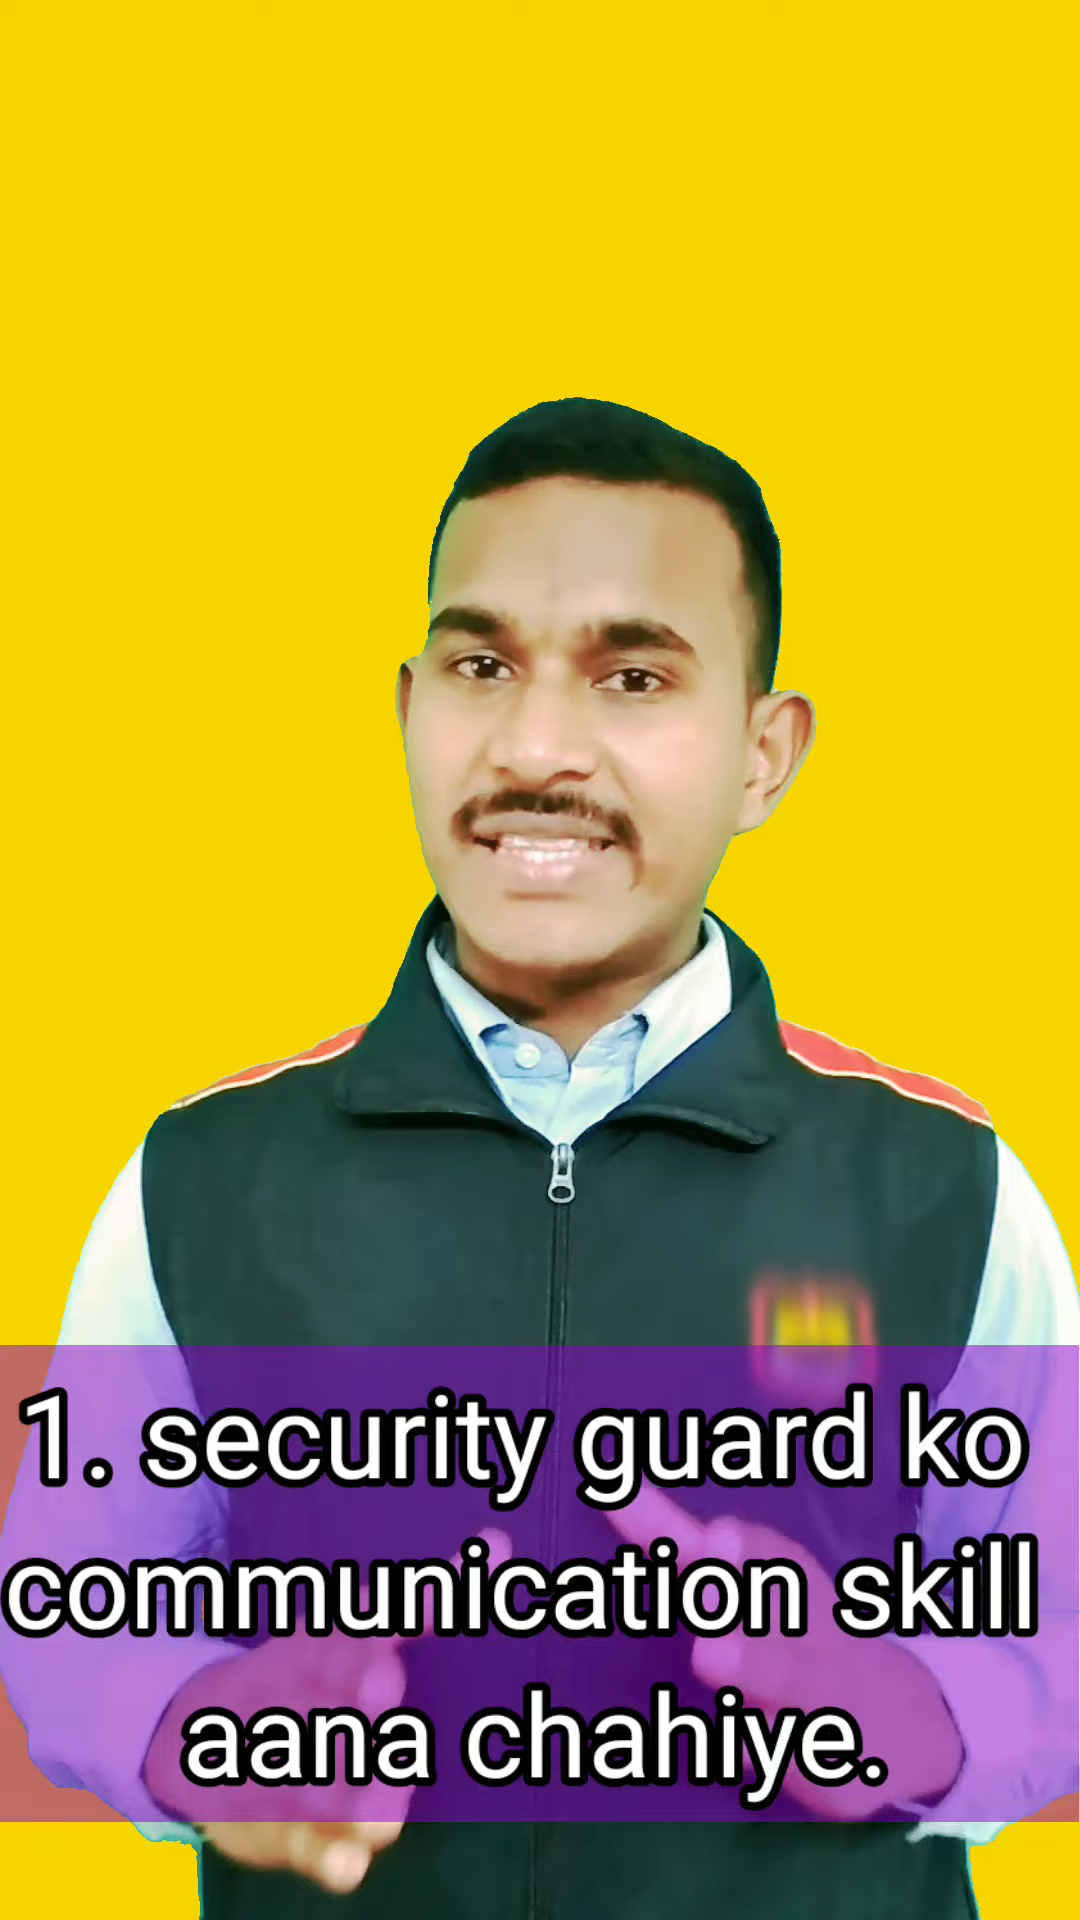 1. security guard ko
communication skill
aana chahiye.